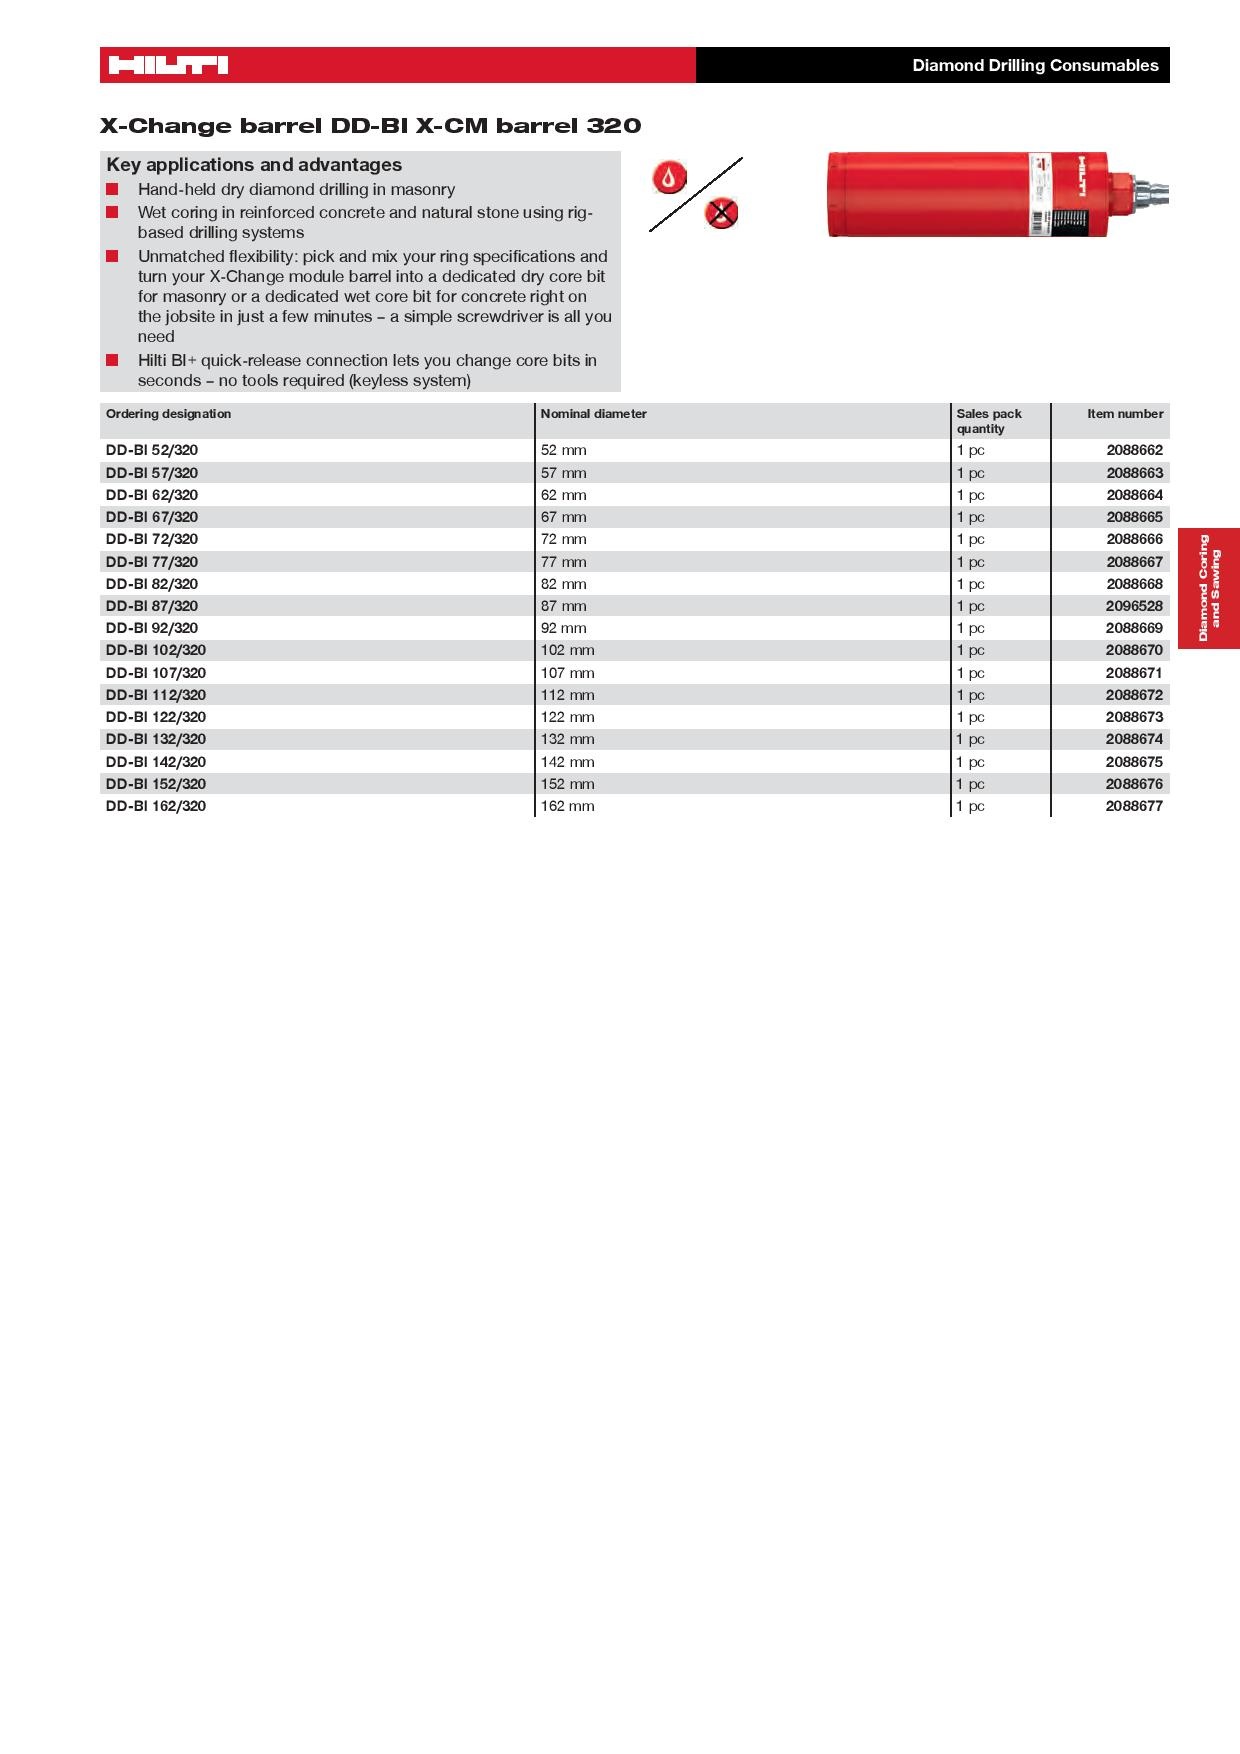 HILTI
Diamond Drilling Consumables
X-Change barrel DD-BI X-CM barrel 320
Key applications and advantages
Hand-held dry diamond drilling in masonry
Wet coring in reinforced concrete and natural stone using rig-
based drilling systems
Unmatched flexibility: pick and mix your ring specifications and
turn your X-Change module barrel into a dedicated dry core bit
for masonry or a dedicated wet core bit for concrete right on
the jobsite in just a few minutes – a simple screwdriver is all you
need
Hilti BI+ quick-release connection lets you change core bits in
seconds – no tools required (keyless system)
HILTI
Ordering designation Nominal diameter Sales pack Item number
quantity
DD-BI 52/320 52 mm 1 pc 2088662
DD-BI 57/320 57 mm 1 pc 2088663
DD-BI 62/320 62 mm 1 pc 2088664
DD-BI 67/320 67 mm 1 pc 2088665
DD-BI 72/320 72 mm 1 pc 2088666
DD-BI 77/320 77 mm 1 pc 2088667
DD-BI 82/320 82 mm 1 pc 2088668
DD-BI 87/320 87 mm 1 pc 2096528
DD-BI 92/320 92 mm 1 pc 2088669
DD-BI 102/320 102 mm 1 pc 2088670
DD-BI 107/320 107 mm 1 pc 2088671
DD-BI 112/320 112 mm 1 pc 2088672
DD-BI 122/320 122 mm 1 pc 2088673
DD-BI 132/320 132 mm 1 pc 2088674
DD-BI 142/320 142 mm 1 pc 2088675
DD-BI 152/320 152 mm 1 pc 2088676
DD-BI 162/320 162 mm 1 pc 2088677
Diamond Coring
and Sawing